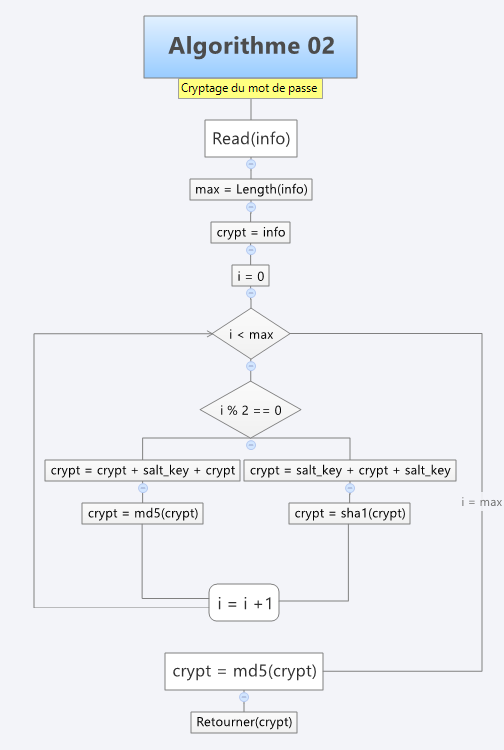 Algorithme 02
Cryptage du mot de passe
Read(info)
max = Length(info)
crypt = info
i = 0
i < max
i % 2 == 0
crypt = crypt + salt_key + crypt
crypt = salt_key + crypt + salt_key
i = max
crypt = md5(crypt)
crypt = sha1(crypt)
i = i +1
crypt = md5(crypt)
Retourner(crypt)